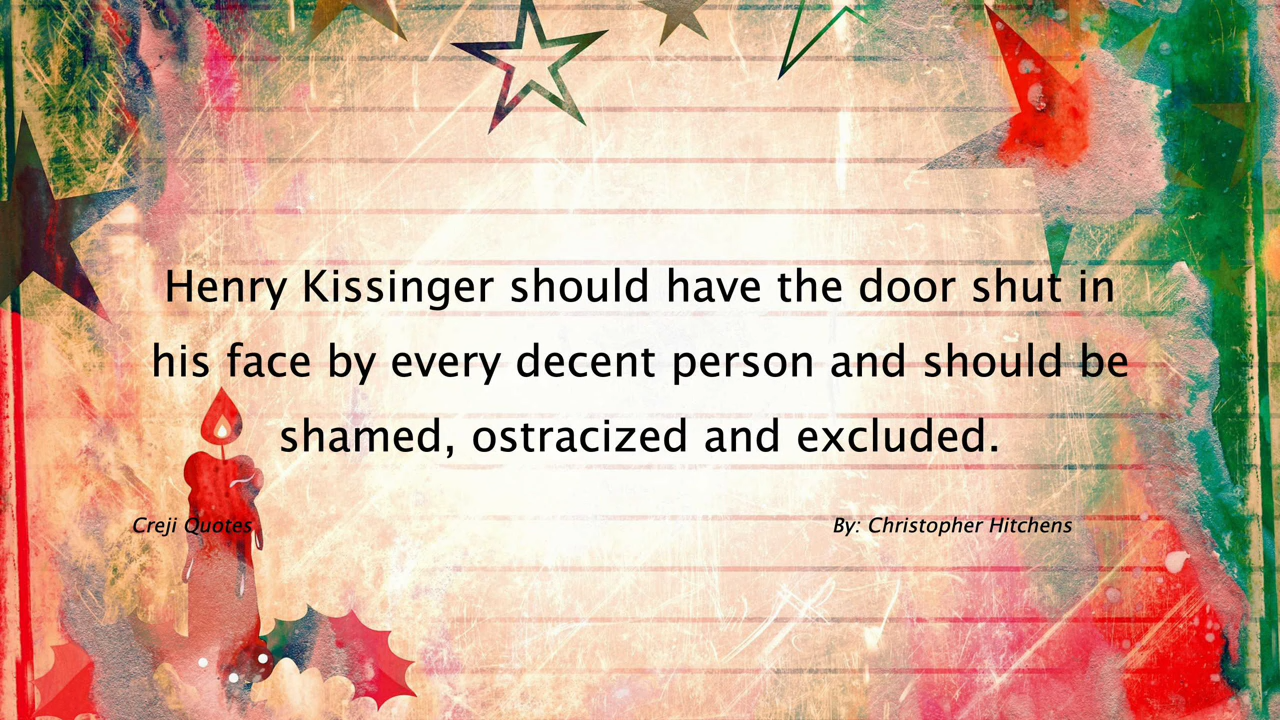 Henry Kissinger should have the door shut in
his face by every decent person and should be
shamed, ostracized and excluded.
Creji Quotes
By: Christopher Hitchens